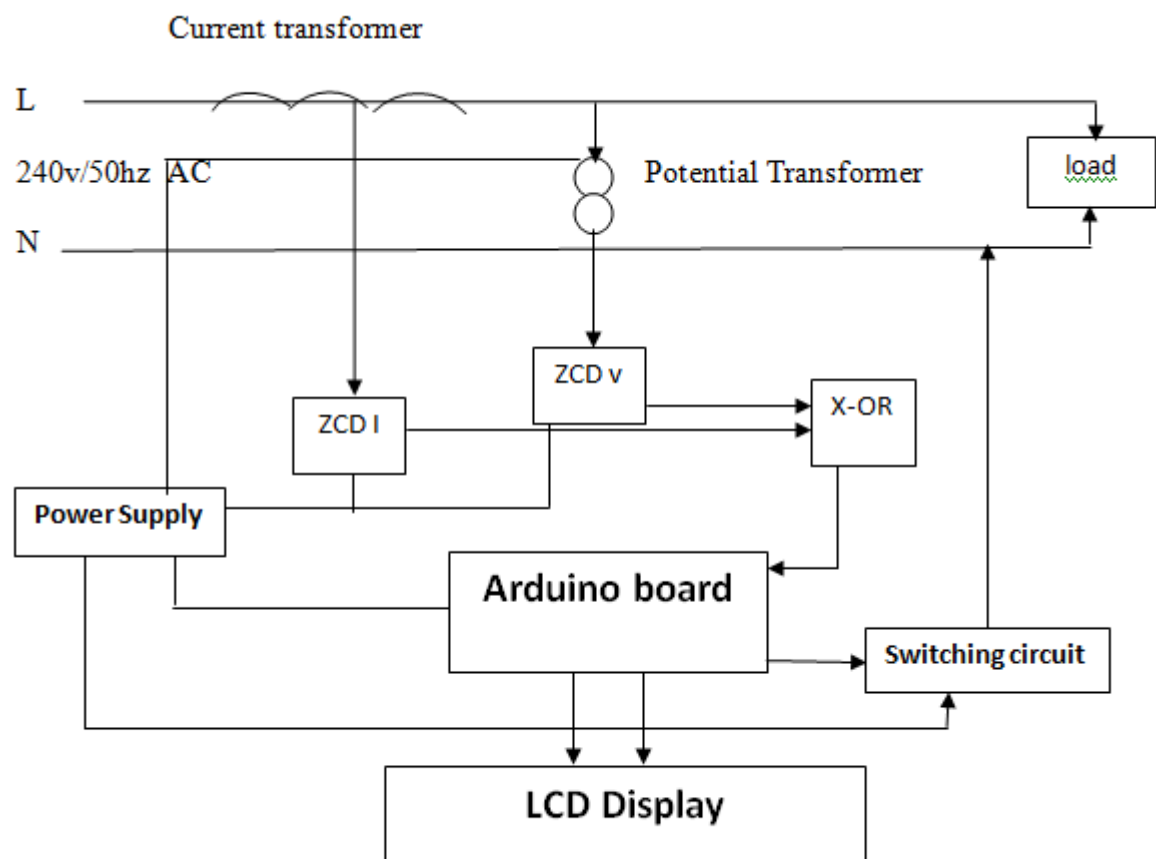 Current transformer
L
240v/50hz AC
Potential Transformer
load
N
ZCD v
ZCD I
X-OR
Power Supply
Arduino board
Switching circuit
LCD Display